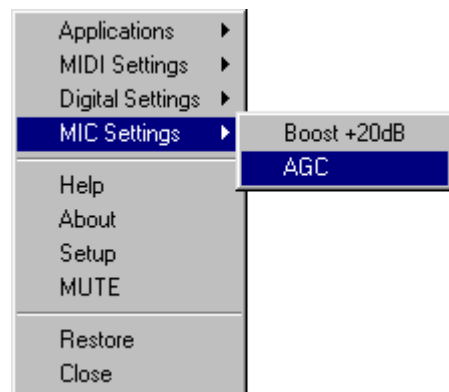 Applications
MIDI Settings
Digital Settings
MIC Settings
Boost +20dB
AGC
Help
About
Setup
MUTE
Restore
Close